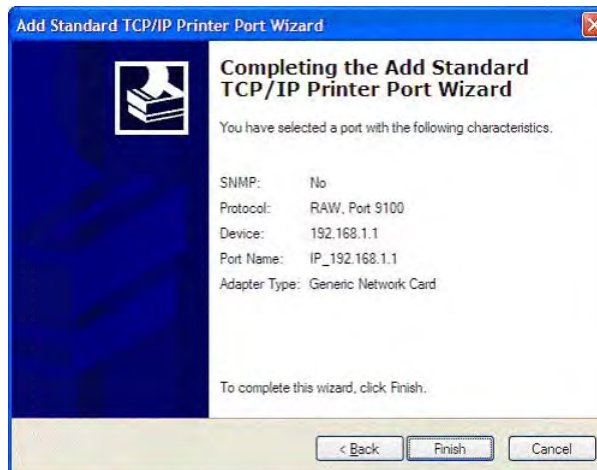 Add Standard TCP/IP Printer Port Wizard
Completing the Add Standard
TCP/IP Printer Port Wizard
You have selected a port with the following characteristics.
SNMP: No
Protocol: RAW, Port 9100
Device: 192.168.1.1
Port Name: IP_192.168.1.1
Adapter Type: Generic Network Card
To complete this wizard, click Finish.
< Back Finish Cancel